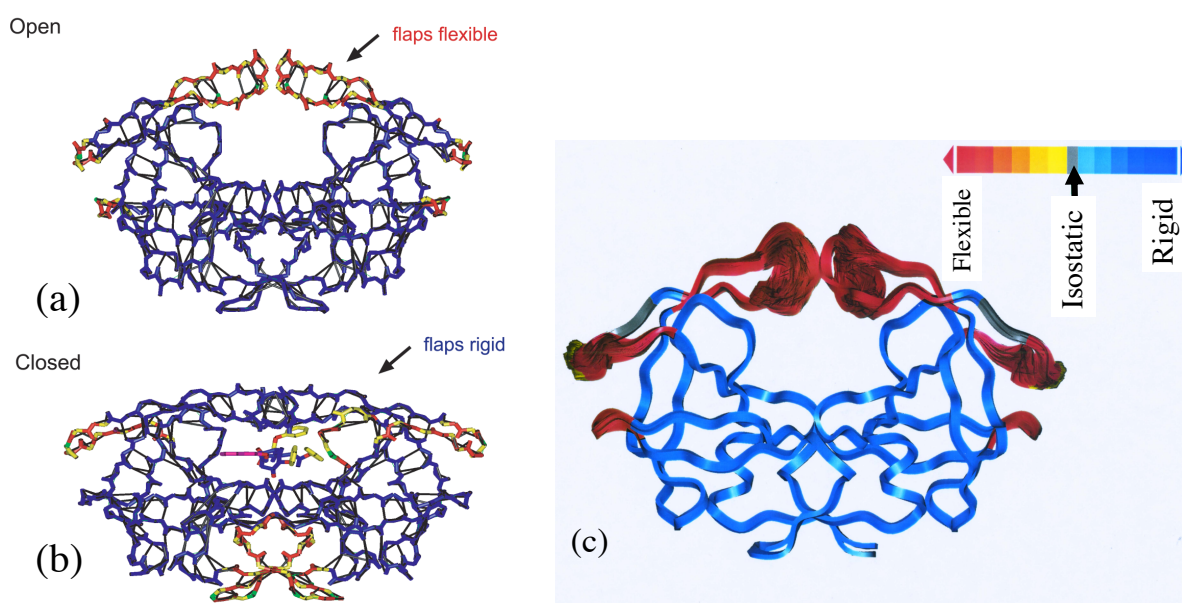 Open
flaps flexible
(a)
Closed
flaps rigid
(b)
Flexible
Isostatic
Rigid
(c)